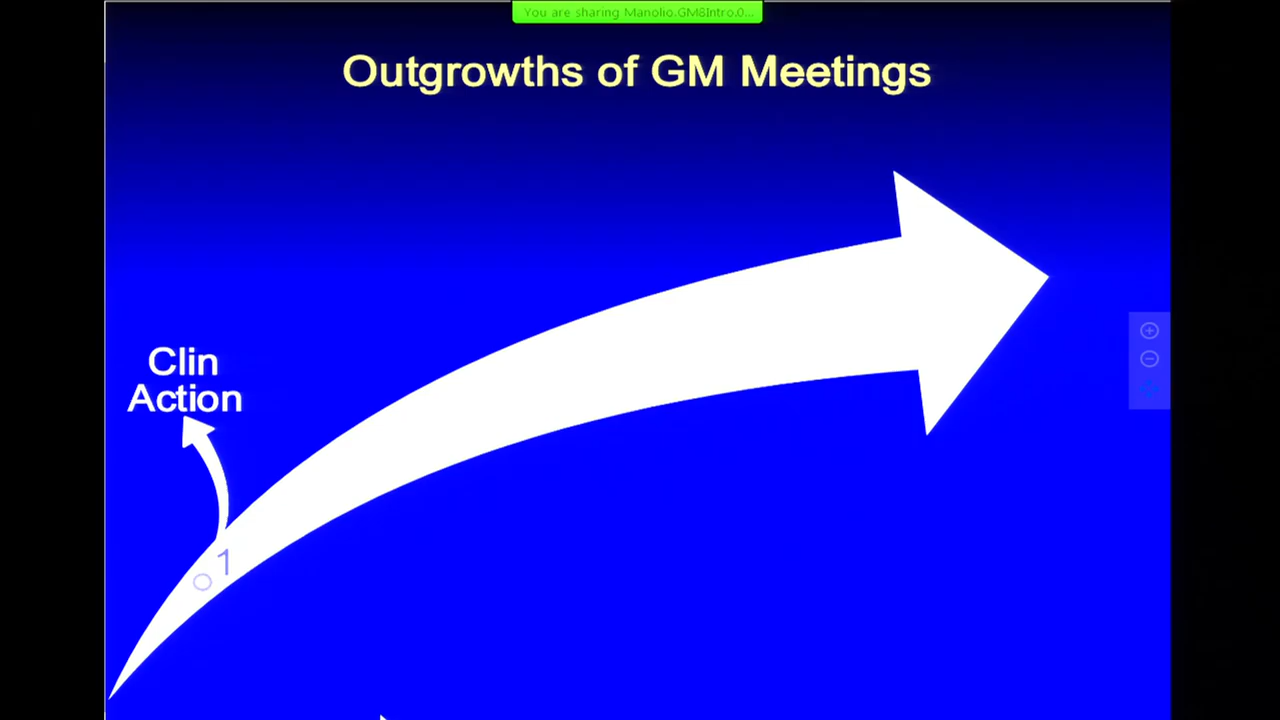 You are sharing Manolio.GM8Intro.0...
Outgrowths of GM Meetings
Clin
Action
1